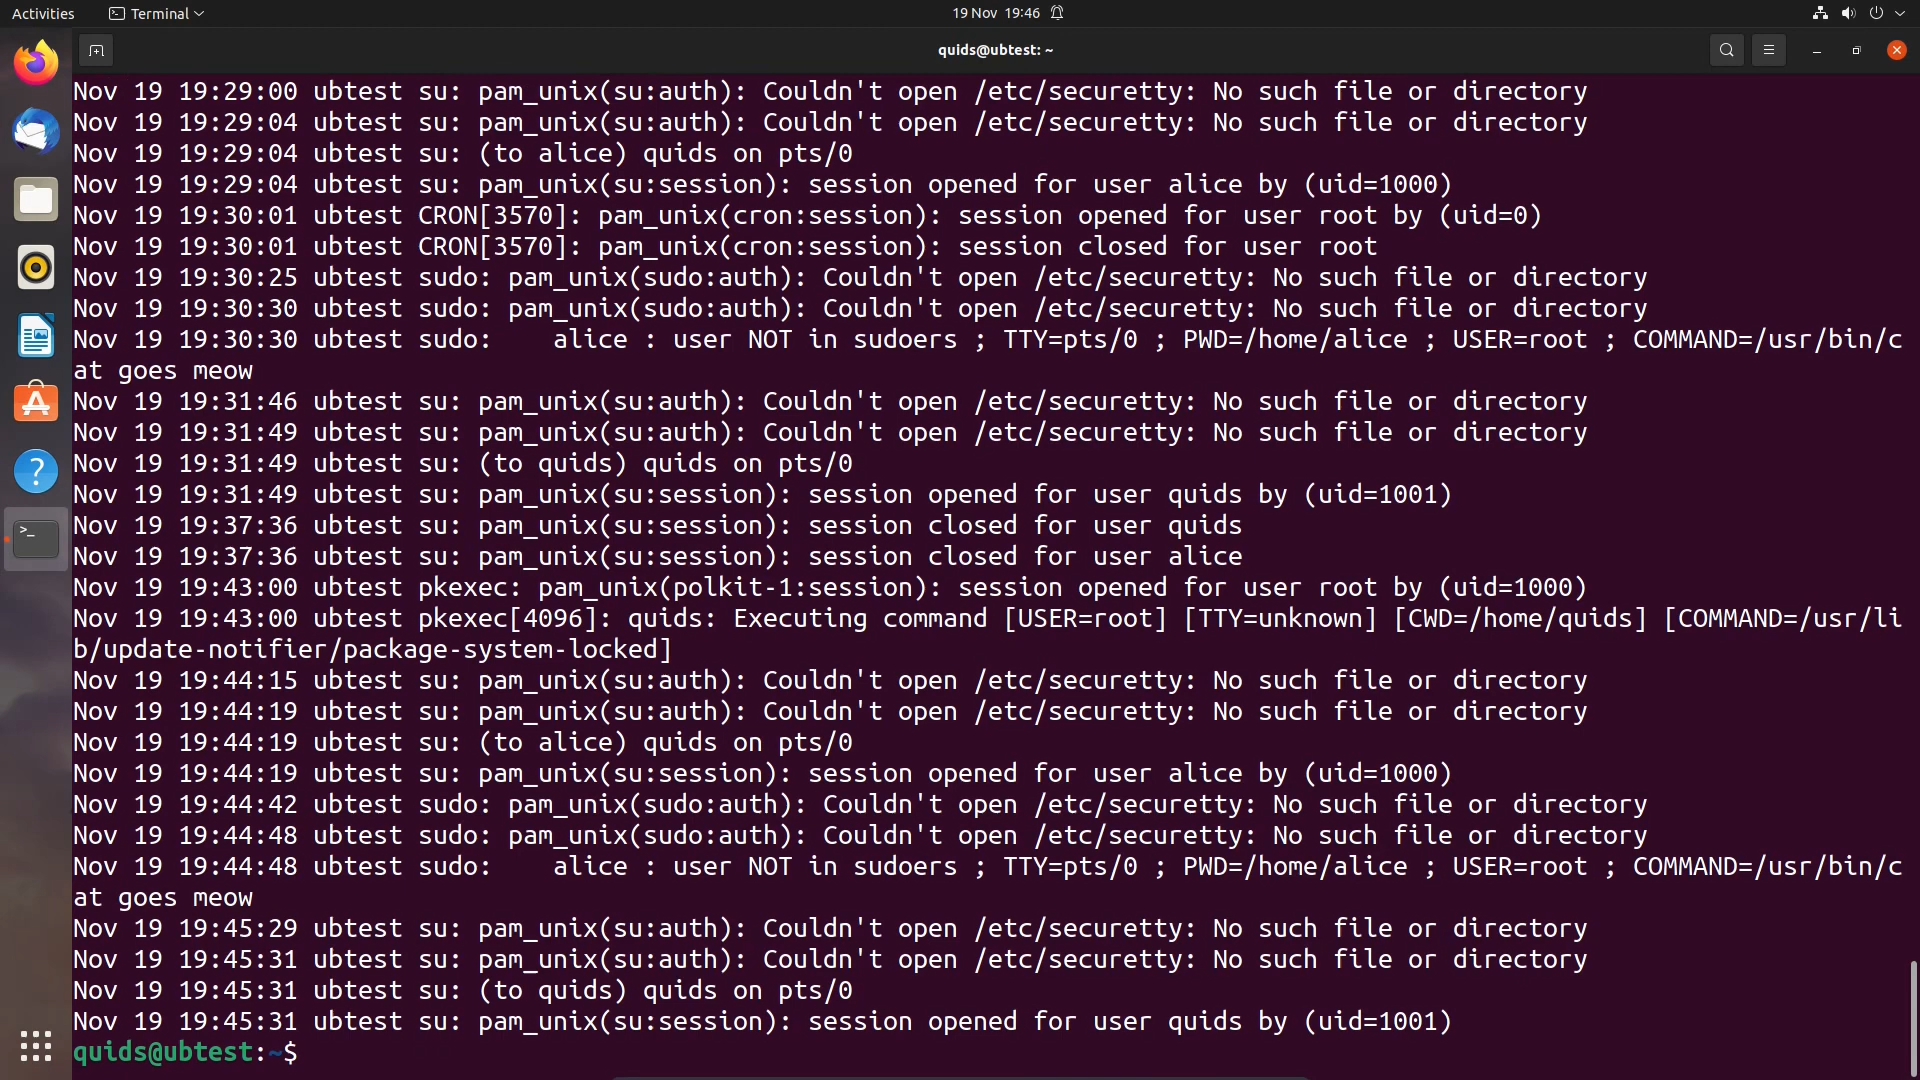 Activities
Terminal
19 Nov 19:46
quids@ubtest: ~
Nov 19 19:29:00 ubtest su: pam_unix(su:auth): Couldn't open /etc/securetty: No such file or directory
Nov 19 19:29:04 ubtest su: pam_unix(su:auth): Couldn't open /etc/securetty: No such file or directory
Nov 19 19:29:04 ubtest su: (to alice) quids on pts/0
Nov 19 19:29:04 ubtest su: pam_unix(su:session): session opened for user alice by (uid=1000)
Nov 19 19:30:01 ubtest CRON[3570]: pam_unix(cron:session): session opened for user root by (uid=0)
Nov 19 19:30:01 ubtest CRON[3570]: pam_unix(cron:session): session closed for user root
Nov 19 19:30:25 ubtest sudo: pam_unix(sudo:auth): Couldn't open /etc/securetty: No such file or directory
Nov 19 19:30:30 ubtest sudo: pam_unix(sudo:auth): Couldn't open /etc/securetty: No such file or directory
Nov 19 19:30:30 ubtest sudo:    alice : user NOT in sudoers ; TTY=pts/0 ; PWD=/home/alice ; USER=root ; COMMAND=/usr/bin/c
at goes meow
Nov 19 19:31:46 ubtest su: pam_unix(su:auth): Couldn't open /etc/securetty: No such file or directory
Nov 19 19:31:49 ubtest su: pam_unix(su:auth): Couldn't open /etc/securetty: No such file or directory
Nov 19 19:31:49 ubtest su: (to quids) quids on pts/0
Nov 19 19:31:49 ubtest su: pam_unix(su:session): session opened for user quids by (uid=1001)
Nov 19 19:37:36 ubtest su: pam_unix(su:session): session closed for user quids
Nov 19 19:37:36 ubtest su: pam_unix(su:session): session closed for user alice
Nov 19 19:43:00 ubtest pkexec: pam_unix(polkit-1:session): session opened for user root by (uid=1000)
Nov 19 19:43:00 ubtest pkexec[4096]: quids: Executing command [USER=root] [TTY=unknown] [CWD=/home/quids] [COMMAND=/usr/li
b/update-notifier/package-system-locked]
Nov 19 19:44:15 ubtest su: pam_unix(su:auth): Couldn't open /etc/securetty: No such file or directory
Nov 19 19:44:19 ubtest su: pam_unix(su:auth): Couldn't open /etc/securetty: No such file or directory
Nov 19 19:44:19 ubtest su: (to alice) quids on pts/0
Nov 19 19:44:19 ubtest su: pam_unix(su:session): session opened for user alice by (uid=1000)
Nov 19 19:44:42 ubtest sudo: pam_unix(sudo:auth): Couldn't open /etc/securetty: No such file or directory
Nov 19 19:44:48 ubtest sudo: pam_unix(sudo:auth): Couldn't open /etc/securetty: No such file or directory
Nov 19 19:44:48 ubtest sudo:    alice : user NOT in sudoers ; TTY=pts/0 ; PWD=/home/alice ; USER=root ; COMMAND=/usr/bin/c
at goes meow
Nov 19 19:45:29 ubtest su: pam_unix(su:auth): Couldn't open /etc/securetty: No such file or directory
Nov 19 19:45:31 ubtest su: pam_unix(su:auth): Couldn't open /etc/securetty: No such file or directory
Nov 19 19:45:31 ubtest su: (to quids) quids on pts/0
Nov 19 19:45:31 ubtest su: pam_unix(su:session): session opened for user quids by (uid=1001)
quids@ubtest:~$